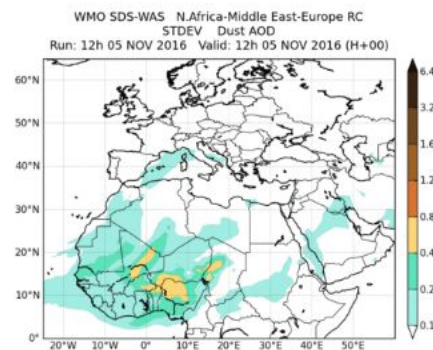 WMO SDS-WAS N.Africa-Middle East-Europe RC
STDEV Dust AOD
Run: 12h 05 NOV 2016 Valid: 12h 05 NOV 2016 (H+00)
60°N
50°N
40°N
30°N
20°N
10°N
0°
20°W
10°W
0°
10°E
20°E
30°E
40°E
50°E
6.4
3.2
1.6
1.2
0.8
0.4
0.2
0.1